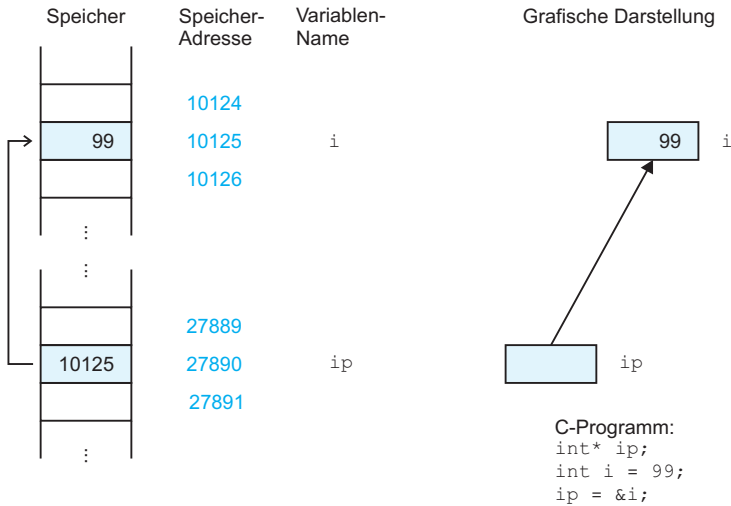 Speicher Speicher- Variablen- Grafische Darstellung
Adresse Name
10124
99 10125 i 99 i
10126
⋮
⋮
27889
10125 27890 ip ip
27891
⋮
C-Programm:
int* ip;
int i = 99;
ip = &i;